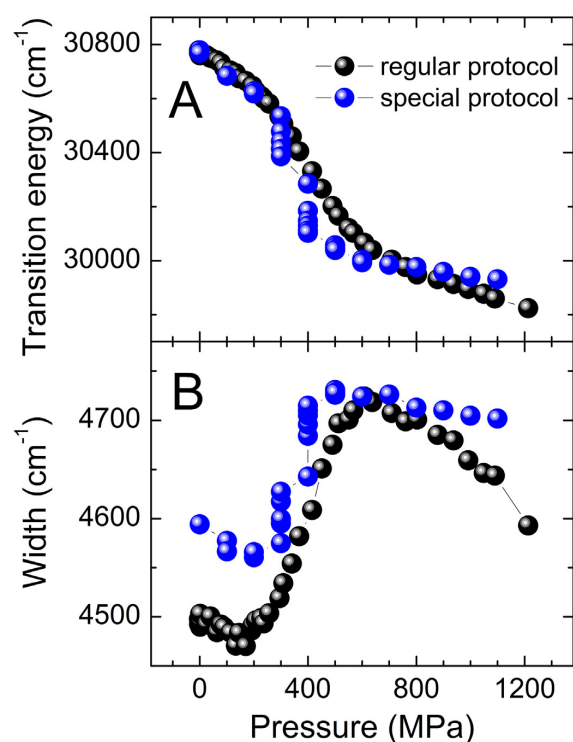 30800
30400
30000
Transition energy (cm⁻¹)
A
regular protocol
special protocol
4700
4600
4500
Width (cm⁻¹)
B
0
400
800
1200
Pressure (MPa)